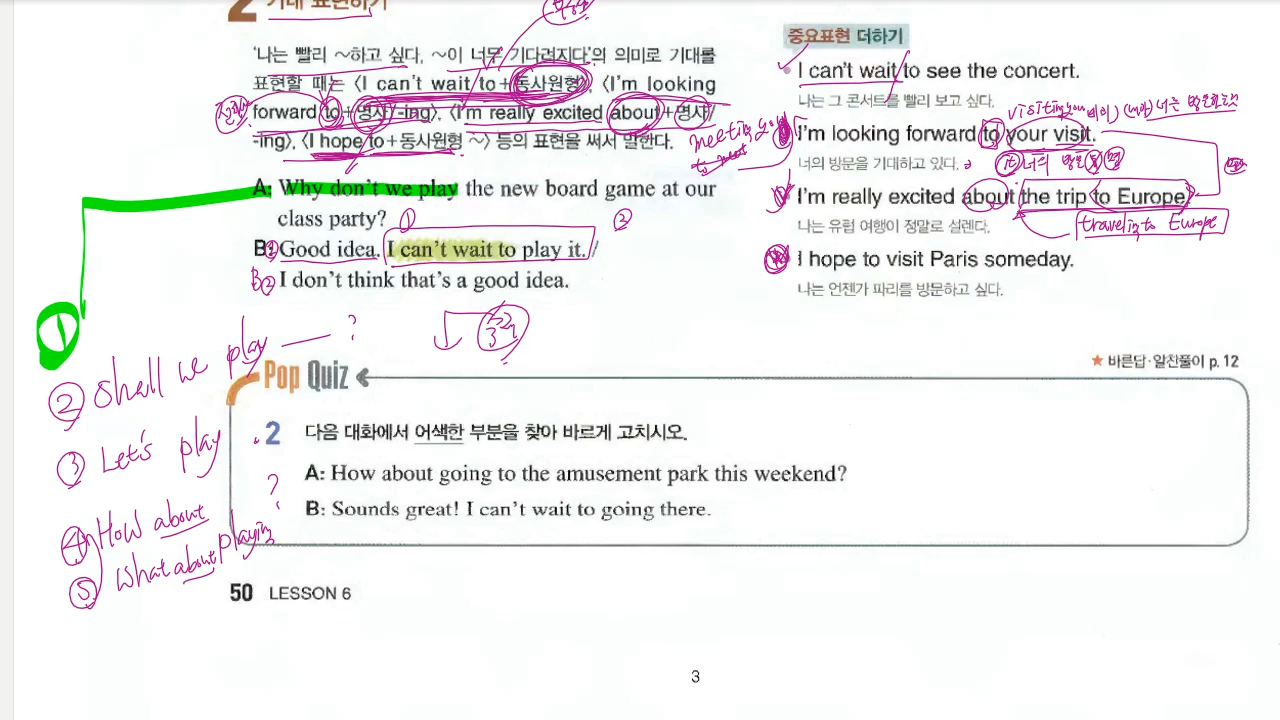 2 기대 표현하기
'나는 빨리 ~하고 싶다, ~이 너무 기다려지다'의 의미로 기대를
표현할 때는 〈I can't wait to+동사원형〉, 〈I'm looking
forward to+명사/-ing〉, 〈I'm really excited about+명사/
-ing〉, 〈I hope to+동사원형 ~〉 등의 표현을 써서 말한다.
A: Why don't we play the new board game at our
class party?
① ②
B① Good idea. I can't wait to play it. /
B② I don't think that's a good idea.
중요표현 더하기
I can't wait to see the concert.
나는 그 콘서트를 빨리 보고 싶다.
visiting
I'm looking forward to your visit.
meeting you
너의 방문을 기대하고 있다.
I'm really excited about the trip to Europe.
나는 유럽 여행이 정말로 설렌다.
traveling to Europe
I hope to visit Paris someday.
나는 언젠가 파리를 방문하고 싶다.
①
② Shall we play ?
③ Let's play .
④ How about
⑤ What about playing ?
★ 바른답·알찬풀이 p. 12
Pop Quiz
2 다음 대화에서 어색한 부분을 찾아 바르게 고치시오.
A: How about going to the amusement park this weekend?
B: Sounds great! I can't wait to going there.
50 LESSON 6
3